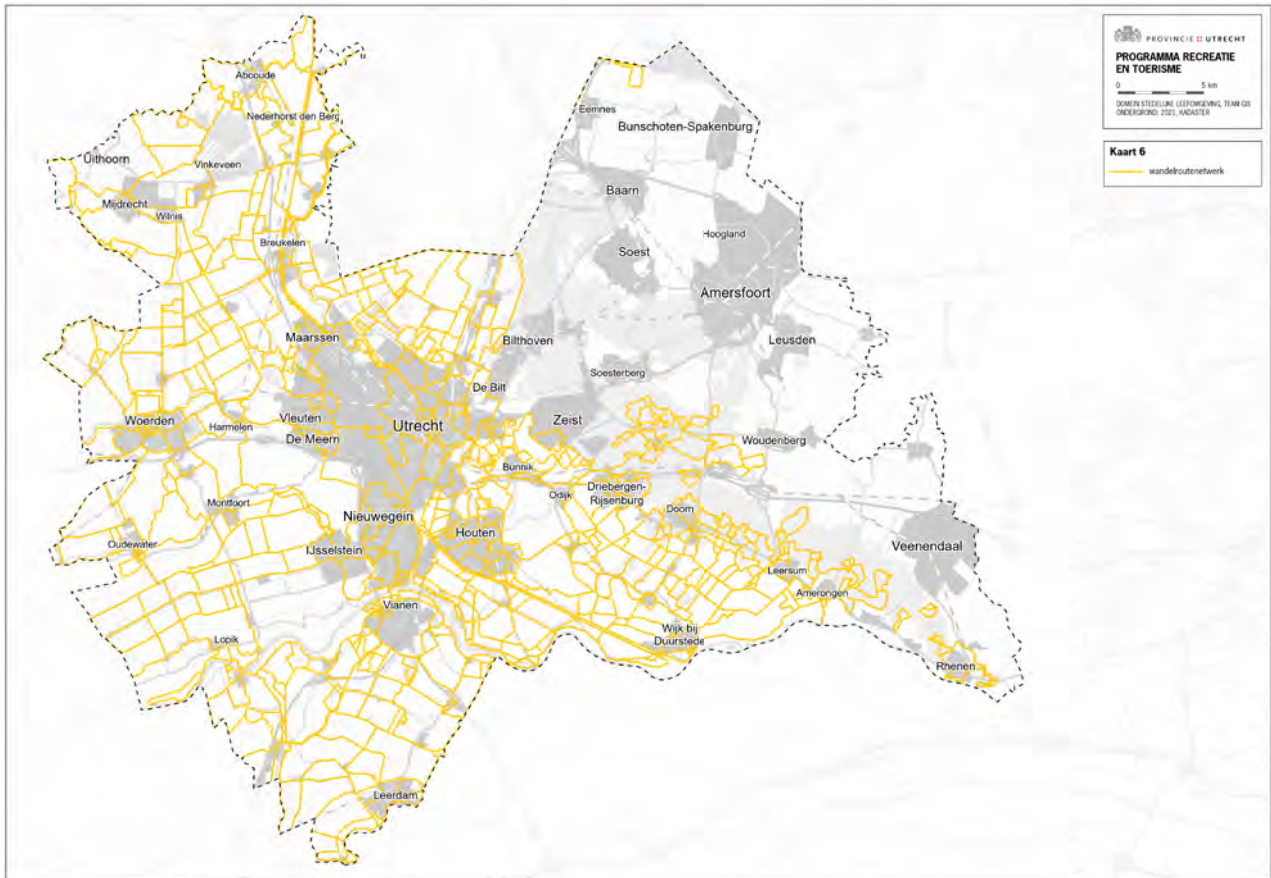 PROVINCIE UTRECHT
PROGRAMMA RECREATIE
EN TOERISME
0 5 km
DOMEIN STEDELIJKE LEEFOMGEVING, TEAM GIS
ONDERGROND: 2021, KADASTER
Kaart 6
wandelroutenetwerk
Abcoude
Nederhorst den Berg
Eemnes
Bunschoten-Spakenburg
Uithoorn
Vinkeveen
Baarn
Mijdrecht
Wilnis
Hoogland
Breukelen
Soest
Amersfoort
Maarssen
Bilthoven
Leusden
Soesterberg
De Bilt
Woerden
Vleuten
Zeist
Harmelen
Utrecht
De Meern
Woudenberg
Bunnik
Driebergen-
Rijsenburg
Odijk
Montfoort
Doorn
Nieuwegein
Houten
Oudewater
IJsselstein
Veenendaal
Leersum
Amerongen
Vianen
Wijk bij
Duurstede
Lopik
Rhenen
Leerdam